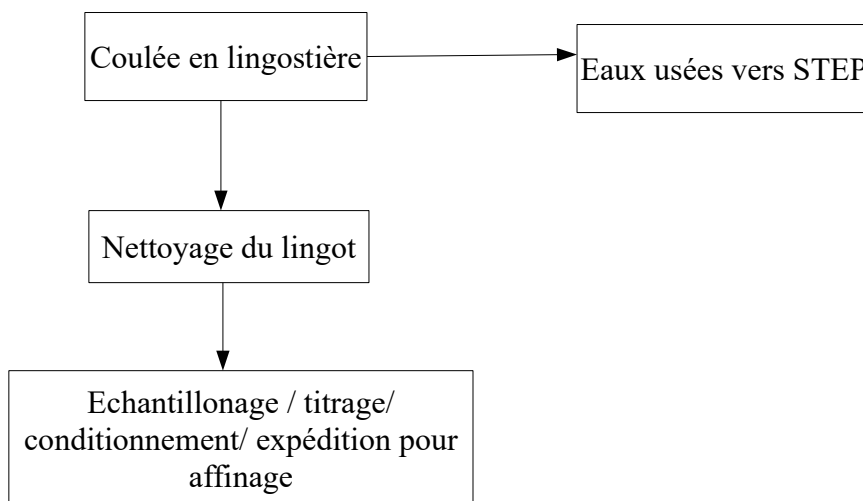 Coulée en lingostière
Eaux usées vers STEP
Nettoyage du lingot
Echantillonage / titrage/
conditionnement/ expédition pour
affinage